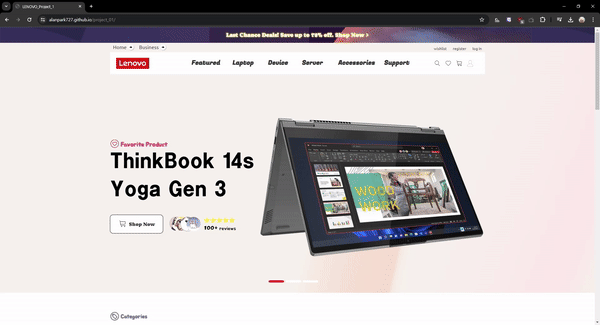 LENOVO_Project_1
alanpark727.github.io/project_01/
Last Chance Deals! Save up to 78% off. Shop Now >
Home Business
wishlist register log in
Lenovo Featured Laptop Device Server Accessories Support
Favorite Product
ThinkBook 14s
Yoga Gen 3
WOOD
WORK
Shop Now
100+ reviews
Categories